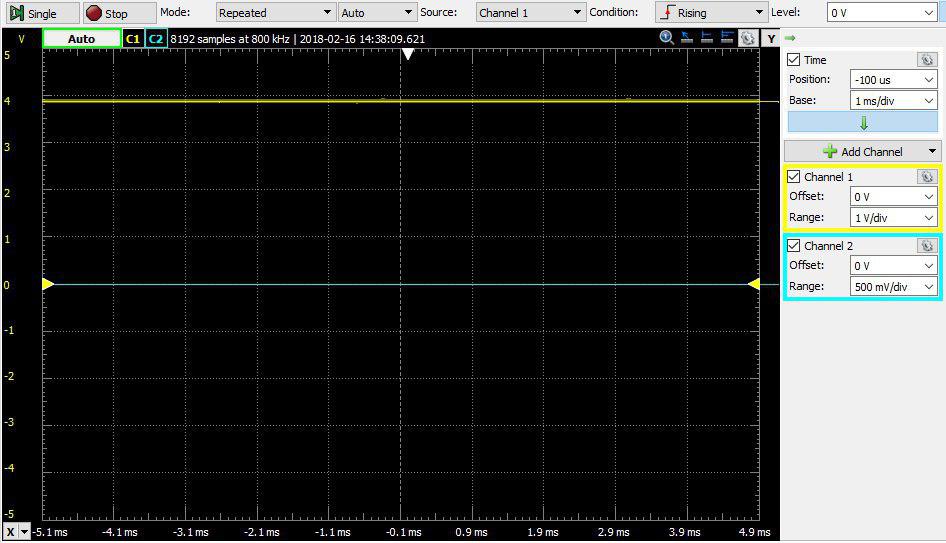 Single Stop Mode: Repeated Auto Source: Channel 1 Condition: Rising Level: 0 V
V Auto C1 C2 8192 samples at 800 kHz | 2018-02-16 14:38:09.621 Y
5
4
3
2
1
0
-1
-2
-3
-4
-5
X -5.1 ms -4.1 ms -3.1 ms -2.1 ms -1.1 ms -0.1 ms 0.9 ms 1.9 ms 2.9 ms 3.9 ms 4.9 ms
Time
Position: -100 us
Base: 1 ms/div
Add Channel
Channel 1
Offset: 0 V
Range: 1 V/div
Channel 2
Offset: 0 V
Range: 500 mV/div